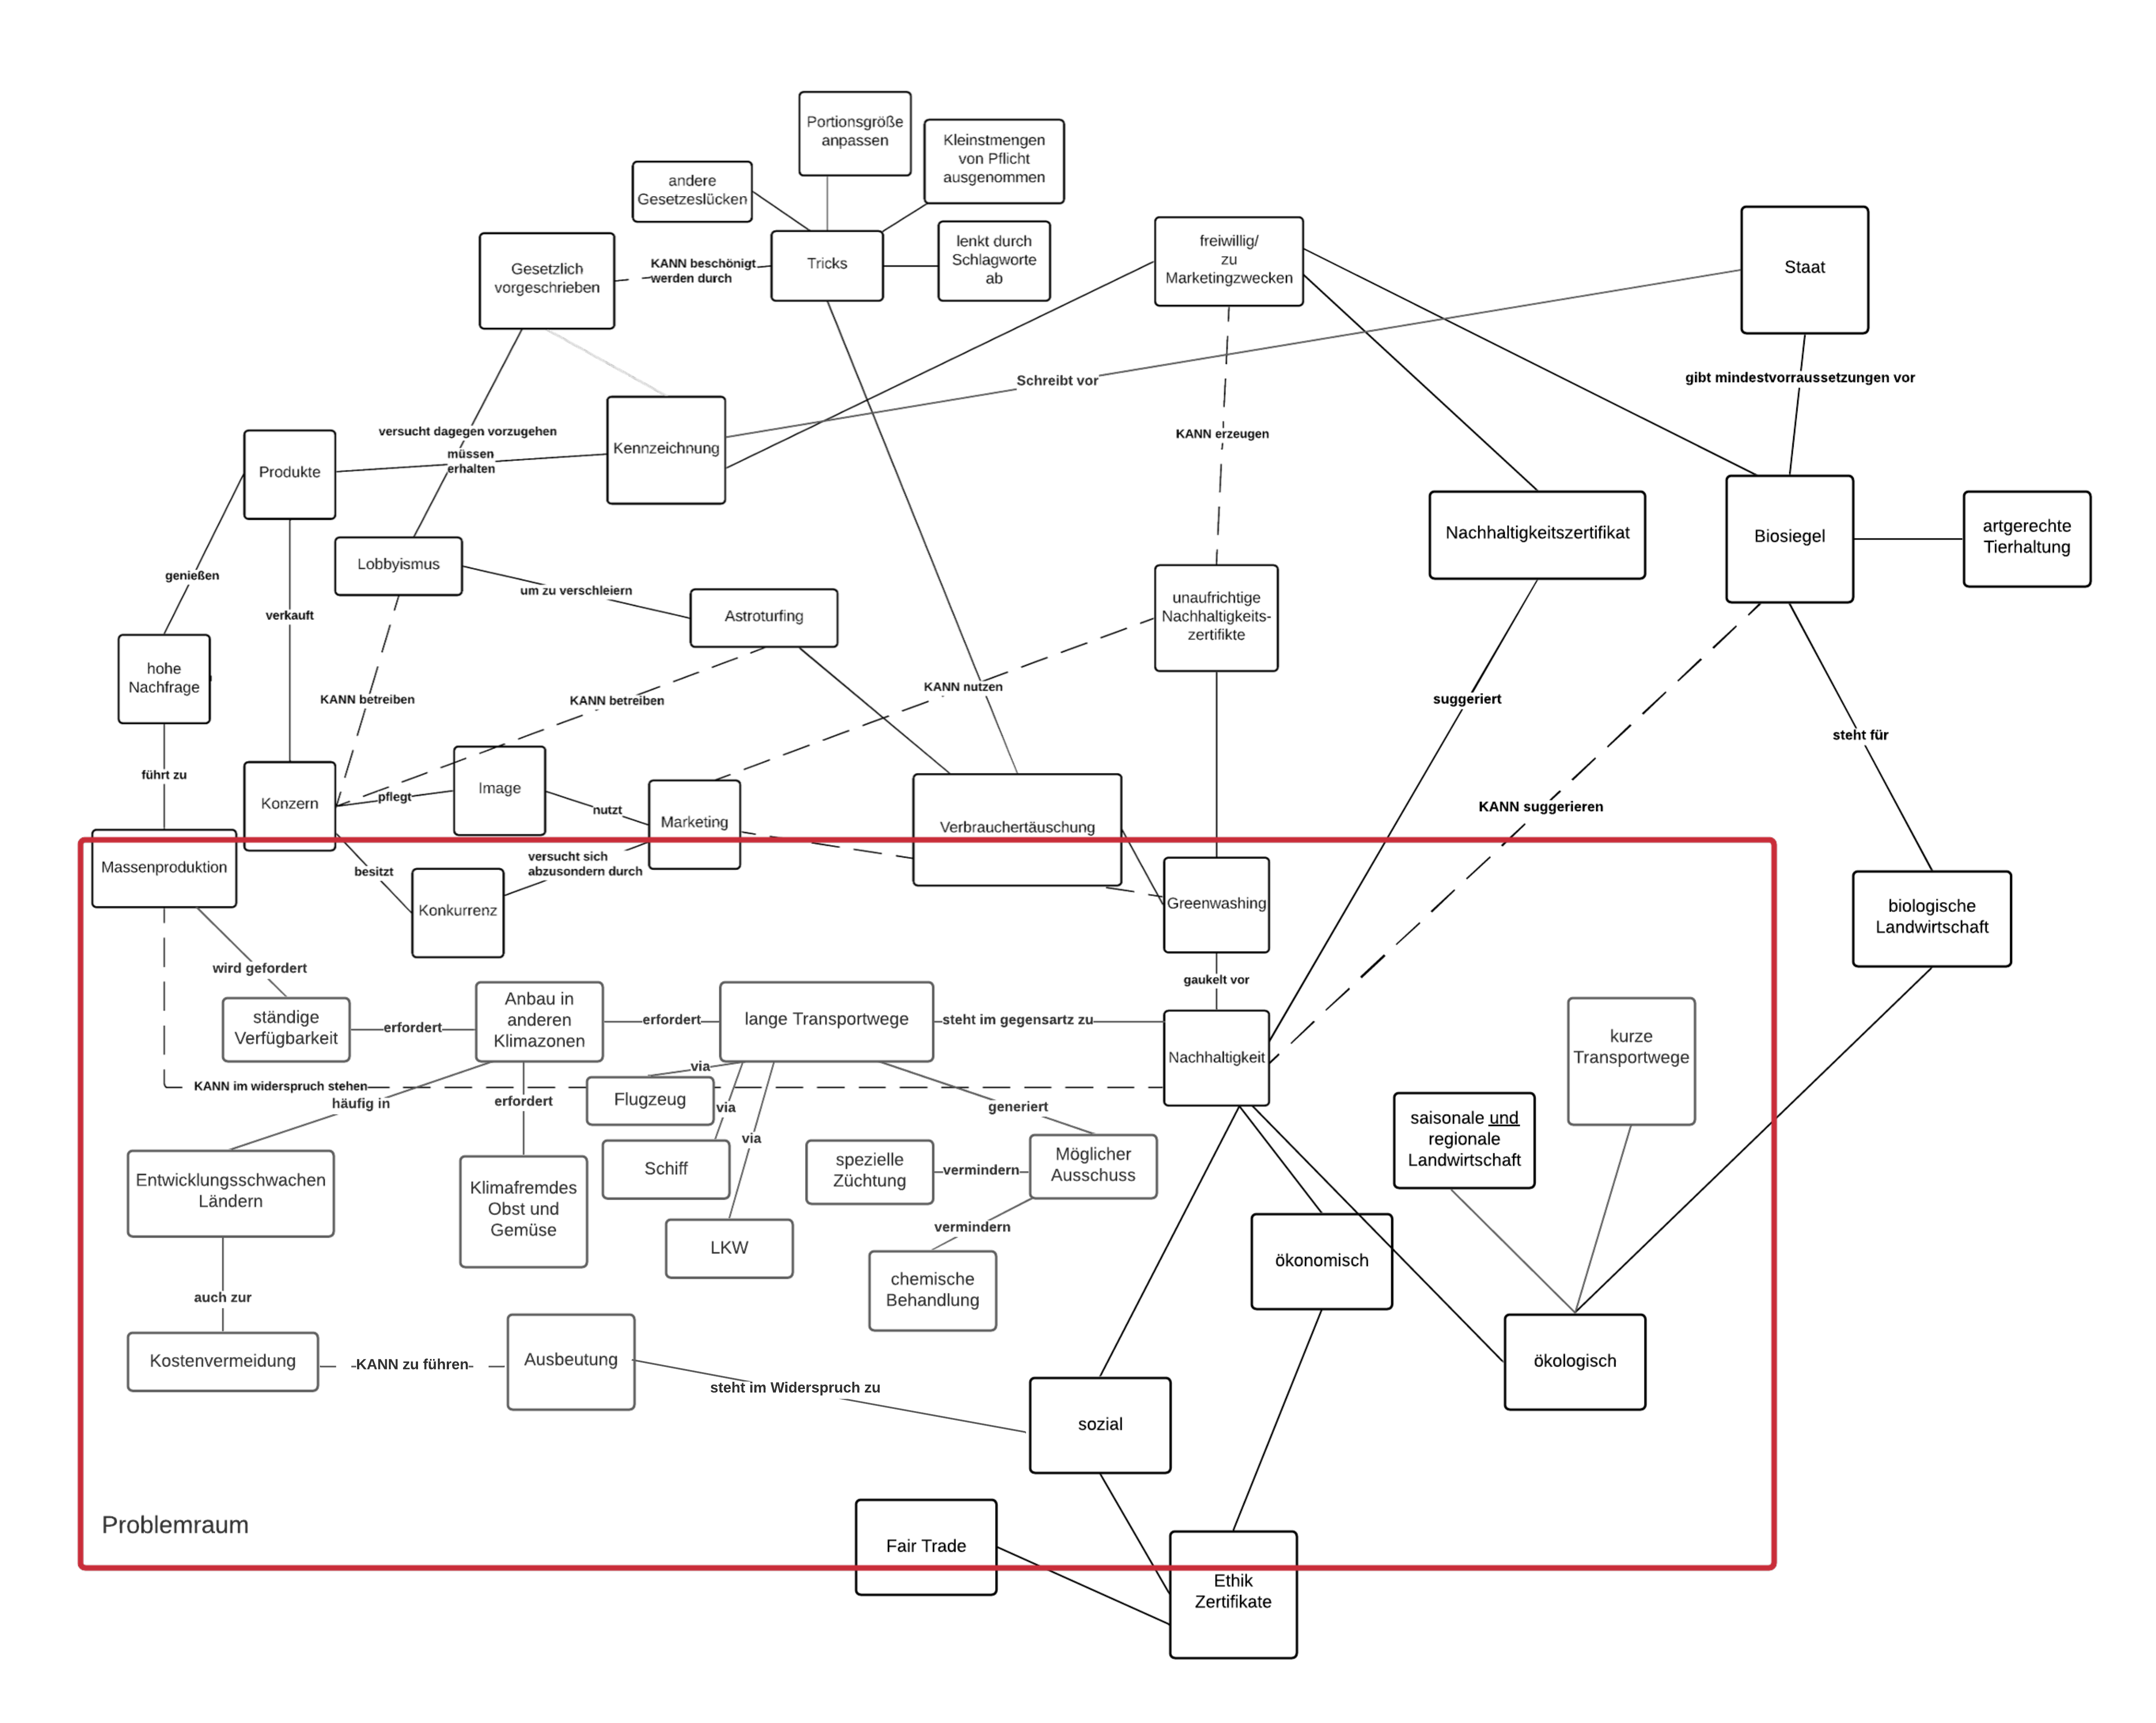 Portionsgröße
anpassen
Kleinstmengen
von Pflicht
ausgenommen
andere
Gesetzeslücken
lenkt durch
Schlagworte
ab
Tricks
KANN beschönigt
werden durch
Gesetzlich
vorgeschrieben
freiwillig/
zu
Marketingzwecken
Staat
Schreibt vor
gibt mindestvorraussetzungen vor
versucht dagegen vorzugehen
müssen
erhalten
Kennzeichnung
KANN erzeugen
Produkte
Nachhaltigkeitszertifikat
Biosiegel
artgerechte
Tierhaltung
Lobbyismus
genießen
um zu verschleiern
verkauft
Astroturfing
unaufrichtige
Nachhaltigkeits-
zertifikte
hohe
Nachfrage
KANN betreiben
KANN betreiben
KANN nutzen
suggeriert
steht für
führt zu
Konzern
pflegt
Image
nutzt
Marketing
Verbrauchertäuschung
KANN suggerieren
Massenproduktion
besitzt
versucht sich
abzusondern durch
Konkurrenz
Greenwashing
biologische
Landwirtschaft
wird gefordert
gaukelt vor
ständige
Verfügbarkeit
erfordert
Anbau in
anderen
Klimazonen
erfordert
lange Transportwege
steht im gegensartz zu
Nachhaltigkeit
kurze
Transportwege
KANN im widerspruch stehen
häufig in
erfordert
via
Flugzeug
via
via
generiert
saisonale und
regionale
Landwirtschaft
Entwicklungsschwachen
Ländern
Klimafremdes
Obst und
Gemüse
Schiff
spezielle
Züchtung
vermindern
Möglicher
Ausschuss
LKW
vermindern
chemische
Behandlung
ökonomisch
auch zur
Kostenvermeidung
KANN zu führen
Ausbeutung
steht im Widerspruch zu
ökologisch
sozial
Problemraum
Fair Trade
Ethik
Zertifikate